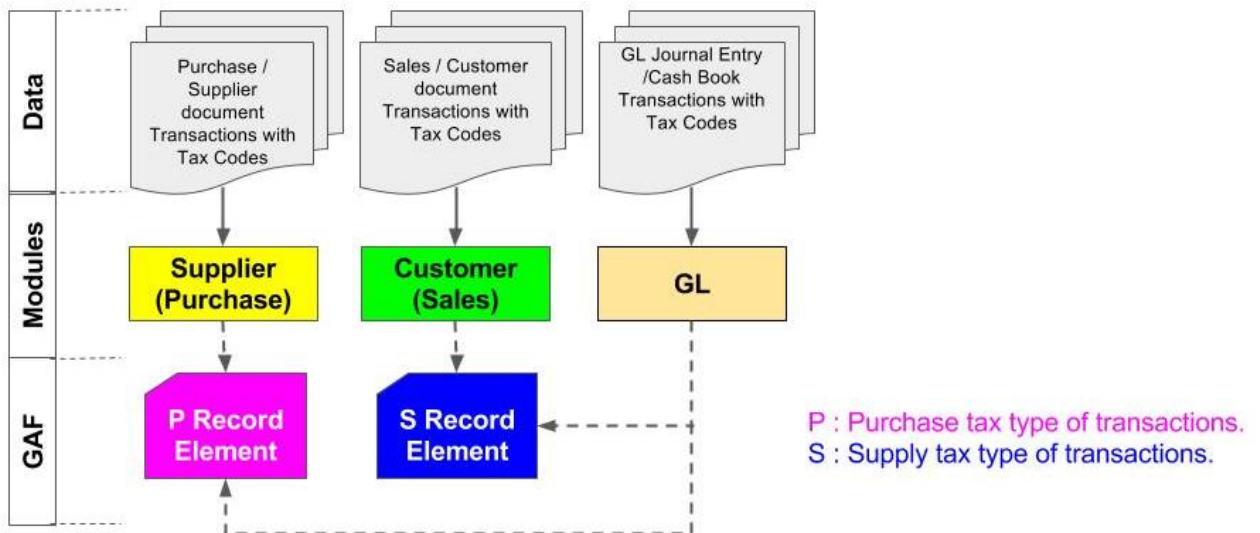 Data
Purchase /
Supplier
document
Transactions with
Tax Codes
Sales / Customer
document
Transactions with
Tax Codes
GL Journal Entry
/Cash Book
Transactions with
Tax Codes
Modules
Supplier
(Purchase)
Customer
(Sales)
GL
GAF
P Record
Element
S Record
Element
P : Purchase tax type of transactions.
S : Supply tax type of transactions.